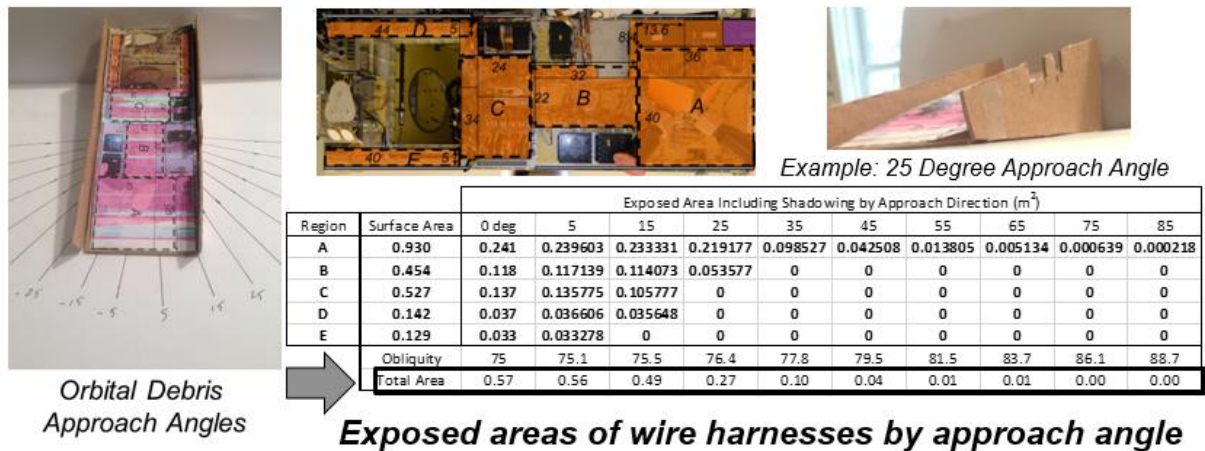 44 D 5
8.4 13.6
24
32
36
34 C 22 B 40 A
40 E 5
-25 -15 -5 5 15 25
Example: 25 Degree Approach Angle
Orbital Debris
Approach Angles
Exposed Area Including Shadowing by Approach Direction (m²)
Region Surface Area 0 deg 5 15 25 35 45 55 65 75 85
A 0.930 0.241 0.239603 0.233331 0.219177 0.098527 0.042508 0.013805 0.005134 0.000639 0.000218
B 0.454 0.118 0.117139 0.114073 0.053577 0 0 0 0 0 0
C 0.527 0.137 0.135775 0.105777 0 0 0 0 0 0 0
D 0.142 0.037 0.036606 0.035648 0 0 0 0 0 0 0
E 0.129 0.033 0.033278 0 0 0 0 0 0 0 0
Obliquity 75 75.1 75.5 76.4 77.8 79.5 81.5 83.7 86.1 88.7
Total Area 0.57 0.56 0.49 0.27 0.10 0.04 0.01 0.01 0.00 0.00
Exposed areas of wire harnesses by approach angle